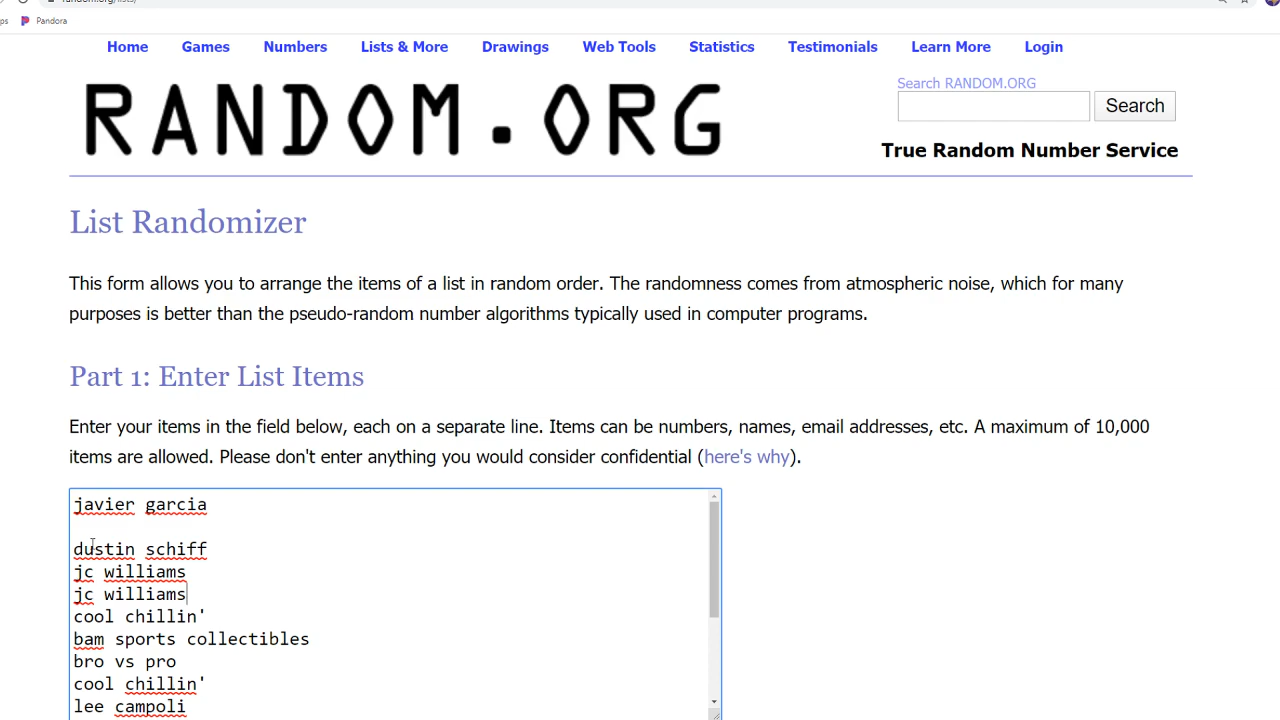 Pandora
Home Games Numbers Lists & More Drawings Web Tools Statistics Testimonials Learn More Login
RANDOM.ORG
Search RANDOM.ORG
Search
True Random Number Service
List Randomizer
This form allows you to arrange the items of a list in random order. The randomness comes from atmospheric noise, which for many
purposes is better than the pseudo-random number algorithms typically used in computer programs.
Part 1: Enter List Items
Enter your items in the field below, each on a separate line. Items can be numbers, names, email addresses, etc. A maximum of 10,000
items are allowed. Please don't enter anything you would consider confidential (here's why).
javier garcia
dustin schiff
jc williams
jc williams
cool chillin'
bam sports collectibles
bro vs pro
cool chillin'
lee campoli